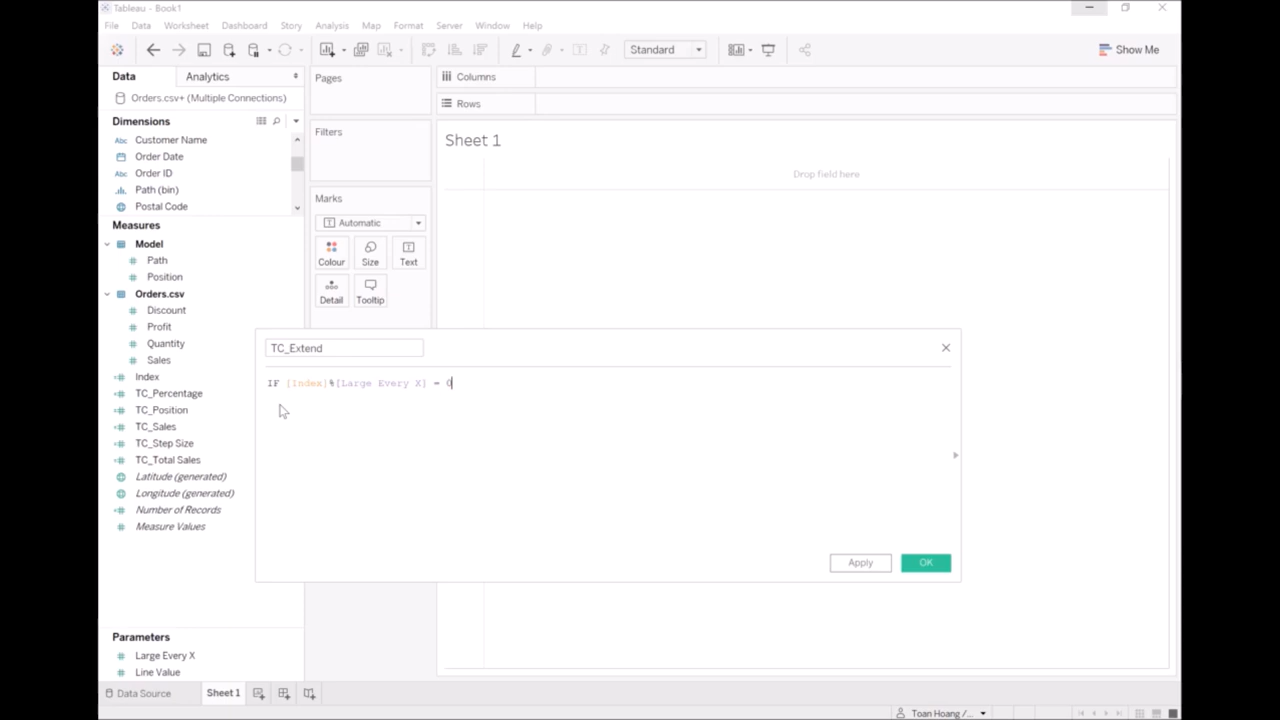 Tableau - Book1
File Data Worksheet Dashboard Story Analysis Map Format Server Window Help
Standard
Show Me
Data Analytics
Orders.csv+ (Multiple Connections)
Dimensions
Abc Customer Name
Order Date
Abc Order ID
Path (bin)
Postal Code
Measures
Model
Path
Position
Orders.csv
Discount
Profit
Quantity
Sales
Index
TC_Percentage
TC_Position
TC_Sales
TC_Step Size
TC_Total Sales
Latitude (generated)
Longitude (generated)
Number of Records
Measure Values
Parameters
Large Every X
Line Value
Pages
Filters
Marks
Automatic
Colour Size Text
Detail Tooltip
Columns
Rows
Sheet 1
Drop field here
TC_Extend
IF [Index]%[Large Every X] = 0
Apply OK
Data Source Sheet 1
Toan Hoang /...